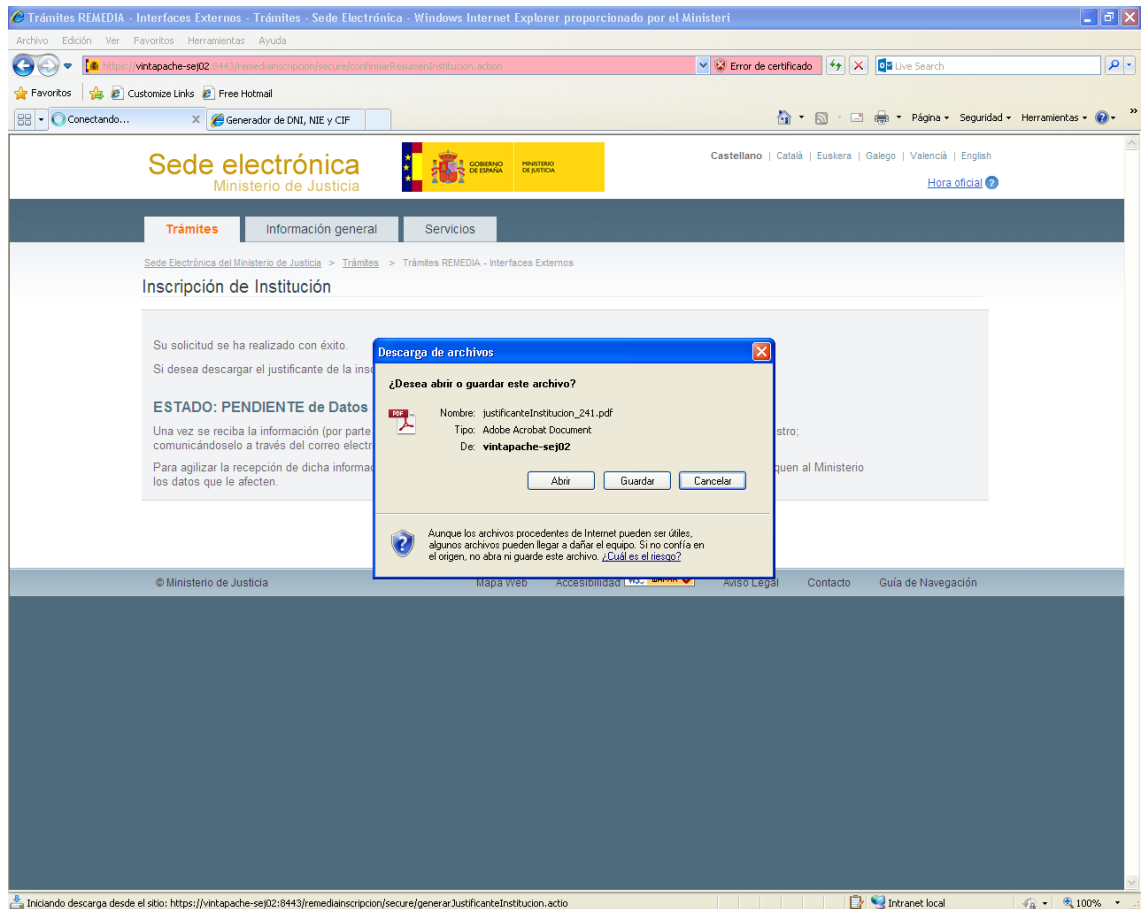 Trámites REMEDIA - Interfaces Externos - Trámites - Sede Electrónica - Windows Internet Explorer proporcionado por el Ministeri
Archivo Edición Ver Favoritos Herramientas Ayuda
https://vintapache-sej02:8443/remediainscripcion/secure/confirmarResumenInstitucion.action Error de certificado Live Search
Favoritos Customize Links Free Hotmail
Conectando... Generador de DNI, NIE y CIF Página Seguridad Herramientas
Sede electrónica
Ministerio de Justicia
GOBIERNO DE ESPAÑA
MINISTERIO DE JUSTICIA
Castellano | Català | Euskera | Galego | Valencià | English
Hora oficial
Trámites Información general Servicios
Sede Electrónica del Ministerio de Justicia > Trámites > Trámites REMEDIA - Interfaces Externos
Inscripción de Institución
Su solicitud se ha realizado con éxito.
Si desea descargar el justificante de la
ESTADO: PENDIENTE de Datos
Una vez se reciba la información (por parte
comunicándoselo a través del correo
Para agilizar la recepción de dicha
al Ministerio
los datos que le afecten.
Descarga de archivos
¿Desea abrir o guardar este archivo?
Nombre: justificanteInstitucion_241.pdf
Tipo: Adobe Acrobat Document
De: vintapache-sej02
Abrir Guardar Cancelar
Aunque los archivos procedentes de Internet pueden ser útiles,
algunos archivos pueden llegar a dañar el equipo. Si no confía en
el origen, no abra ni guarde este archivo. ¿Cuál es el riesgo?
© Ministerio de Justicia Mapa Web Accesibilidad Aviso Legal Contacto Guía de Navegación
Iniciando descarga desde el sitio: https://vintapache-sej02:8443/remediainscripcion/secure/generarJustificanteInstitucion.actio Intranet local 100%